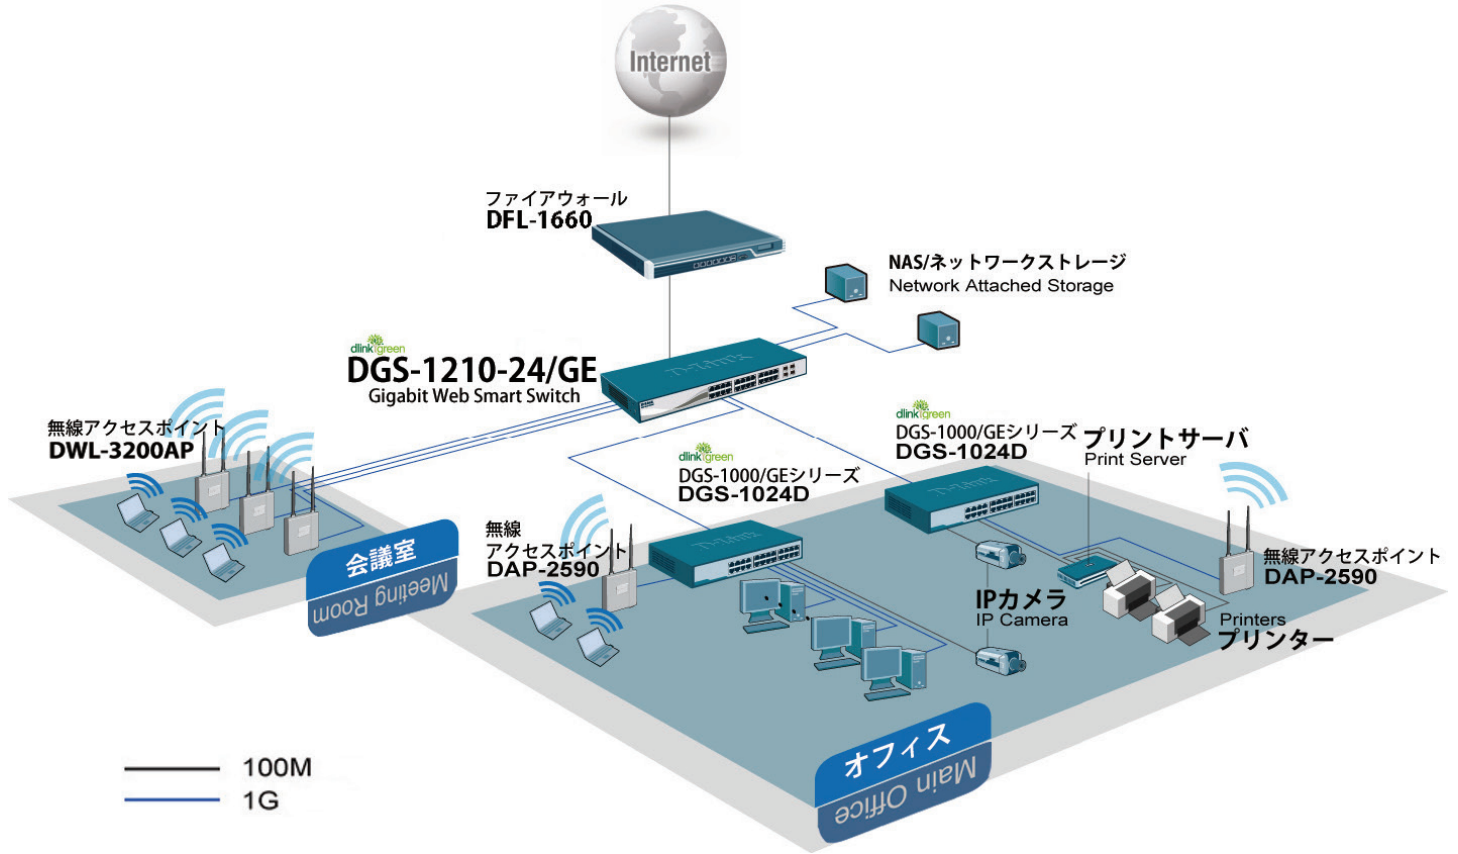 Internet
ファイアウォール
DFL-1660
NAS/ネットワークストレージ
Network Attached Storage
dlinkgreen
DGS-1210-24/GE
Gigabit Web Smart Switch
D-Link
無線アクセスポイント
DWL-3200AP
dlinkgreen
DGS-1000/GEシリーズ
DGS-1024D
D-Link
dlinkgreen
DGS-1000/GEシリーズ
DGS-1024D
D-Link
プリントサーバ
Print Server
無線
アクセスポイント
DAP-2590
無線アクセスポイント
DAP-2590
IPカメラ
IP Camera
Printers
プリンター
会議室
Meeting Room
オフィス
Main Office
100M
1G